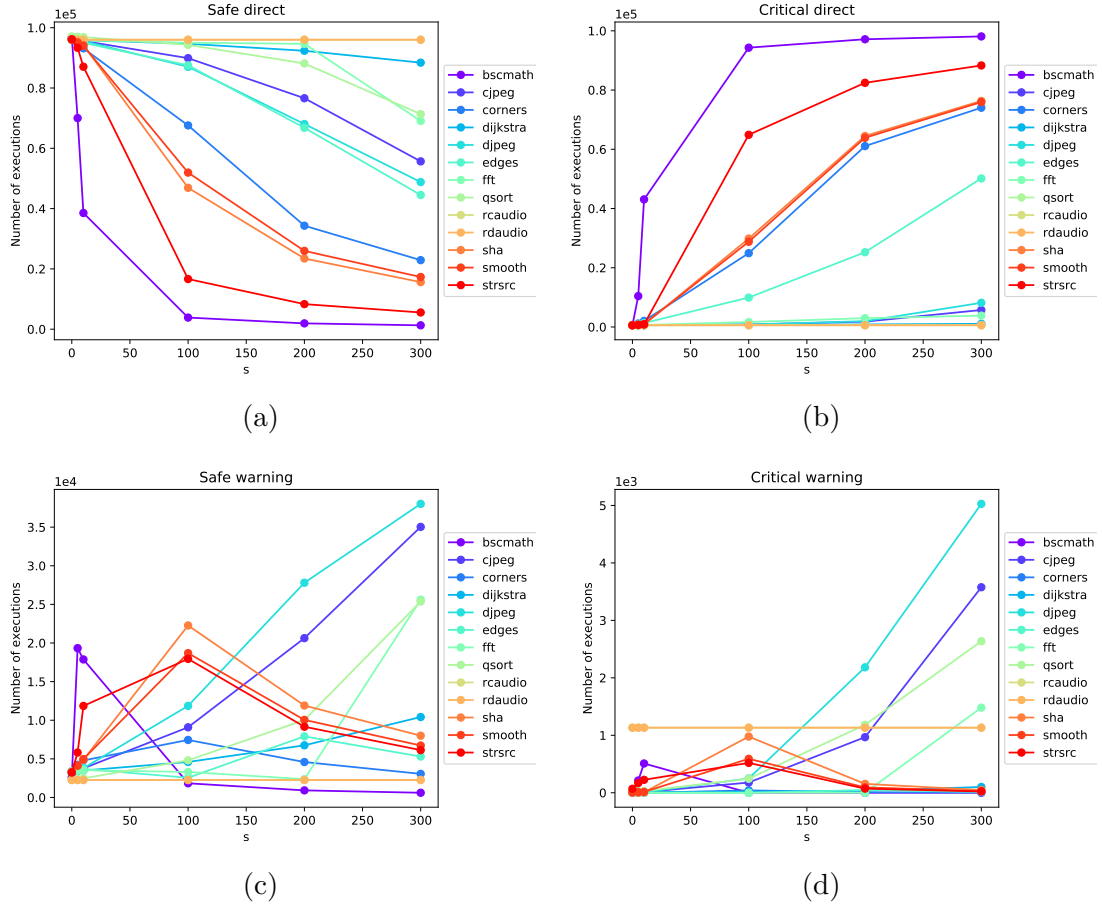 Safe direct
1e5
Number of executions
1.0
0.8
0.6
0.4
0.2
0.0
0 50 100 150 200 250 300
s
bscmath
cjpeg
corners
dijkstra
djpeg
edges
fft
qsort
rcaudio
rdaudio
sha
smooth
strsrc
(a)
Critical direct
1e5
Number of executions
1.0
0.8
0.6
0.4
0.2
0.0
0 50 100 150 200 250 300
s
bscmath
cjpeg
corners
dijkstra
djpeg
edges
fft
qsort
rcaudio
rdaudio
sha
smooth
strsrc
(b)
Safe warning
1e4
Number of executions
3.5
3.0
2.5
2.0
1.5
1.0
0.5
0.0
0 50 100 150 200 250 300
s
bscmath
cjpeg
corners
dijkstra
djpeg
edges
fft
qsort
rcaudio
rdaudio
sha
smooth
strsrc
(c)
Critical warning
1e3
Number of executions
5
4
3
2
1
0
0 50 100 150 200 250 300
s
bscmath
cjpeg
corners
dijkstra
djpeg
edges
fft
qsort
rcaudio
rdaudio
sha
smooth
strsrc
(d)